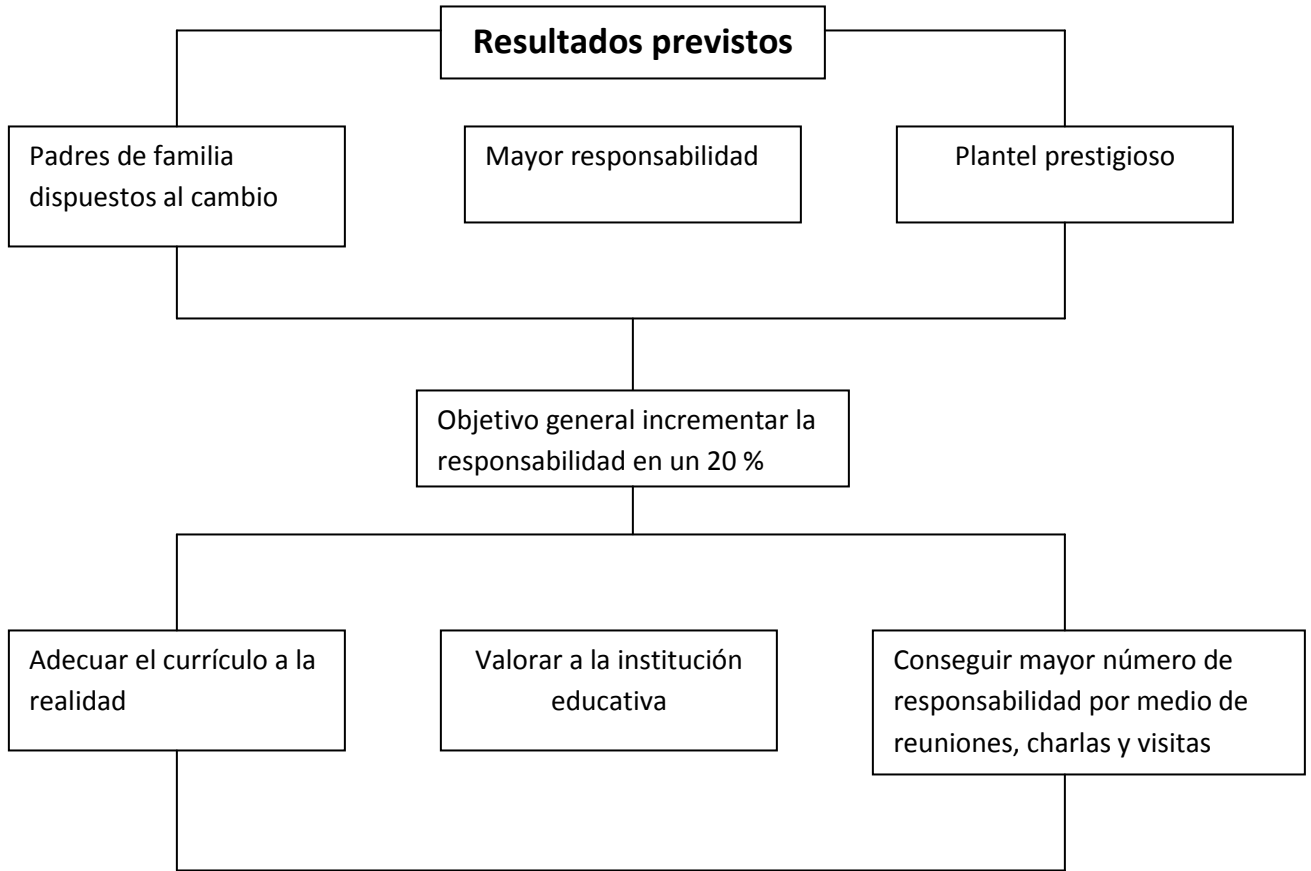 Resultados previstos
Padres de familia
dispuestos al cambio
Mayor responsabilidad
Plantel prestigioso
Objetivo general incrementar la
responsabilidad en un 20 %
Adecuar el currículo a la
realidad
Valorar a la institución
educativa
Conseguir mayor número de
responsabilidad por medio de
reuniones, charlas y visitas